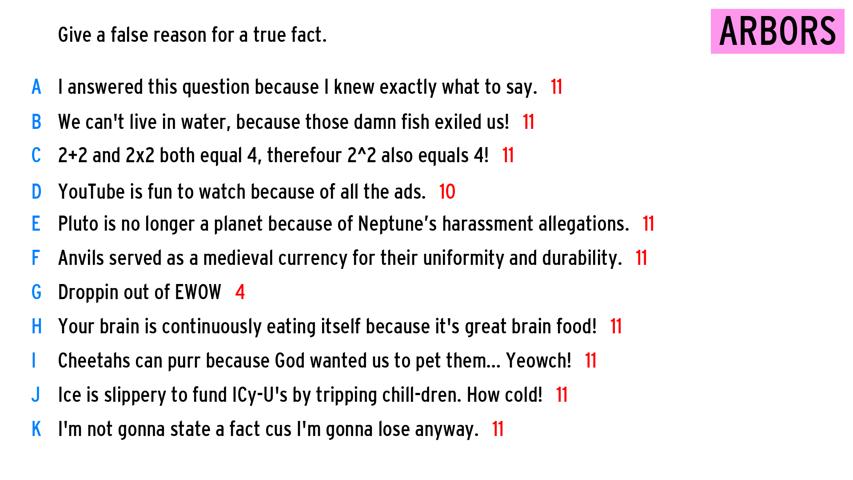 Give a false reason for a true fact.
ARBORS
A I answered this question because I knew exactly what to say. 11
B We can't live in water, because those damn fish exiled us! 11
C 2+2 and 2x2 both equal 4, therefour 2^2 also equals 4! 11
D YouTube is fun to watch because of all the ads. 10
E Pluto is no longer a planet because of Neptune's harassment allegations. 11
F Anvils served as a medieval currency for their uniformity and durability. 11
G Droppin out of EWOW 4
H Your brain is continuously eating itself because it's great brain food! 11
I Cheetahs can purr because God wanted us to pet them... Yeowch! 11
J Ice is slippery to fund ICy-U's by tripping chill-dren. How cold! 11
K I'm not gonna state a fact cus I'm gonna lose anyway. 11